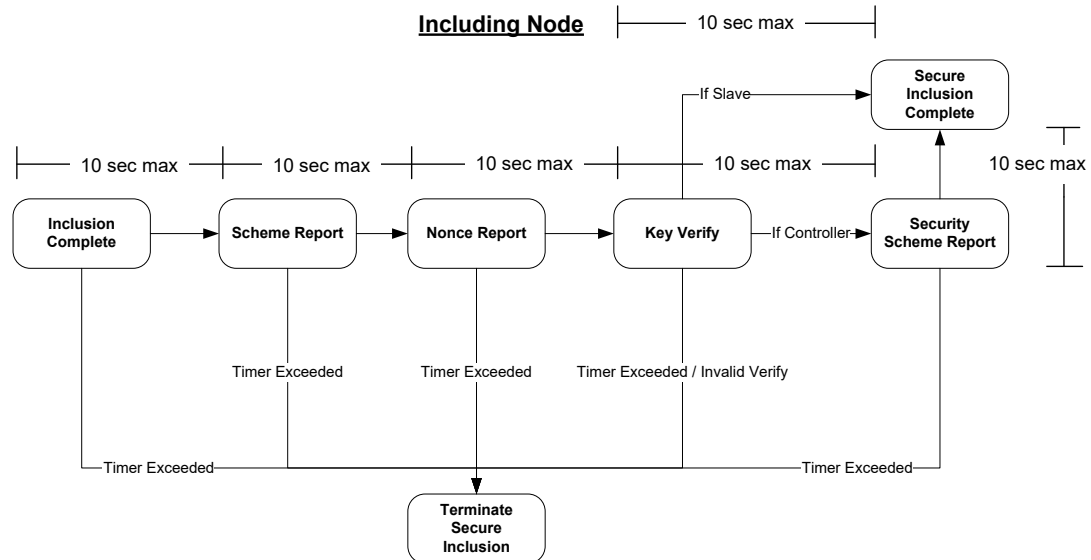 Including Node
10 sec max
If Slave
Secure
Inclusion
Complete
10 sec max
10 sec max
10 sec max
10 sec max
10 sec max
Inclusion
Complete
Scheme Report
Nonce Report
Key Verify
If Controller
Security
Scheme Report
Timer Exceeded
Timer Exceeded
Timer Exceeded / Invalid Verify
Timer Exceeded
Timer Exceeded
Terminate
Secure
Inclusion